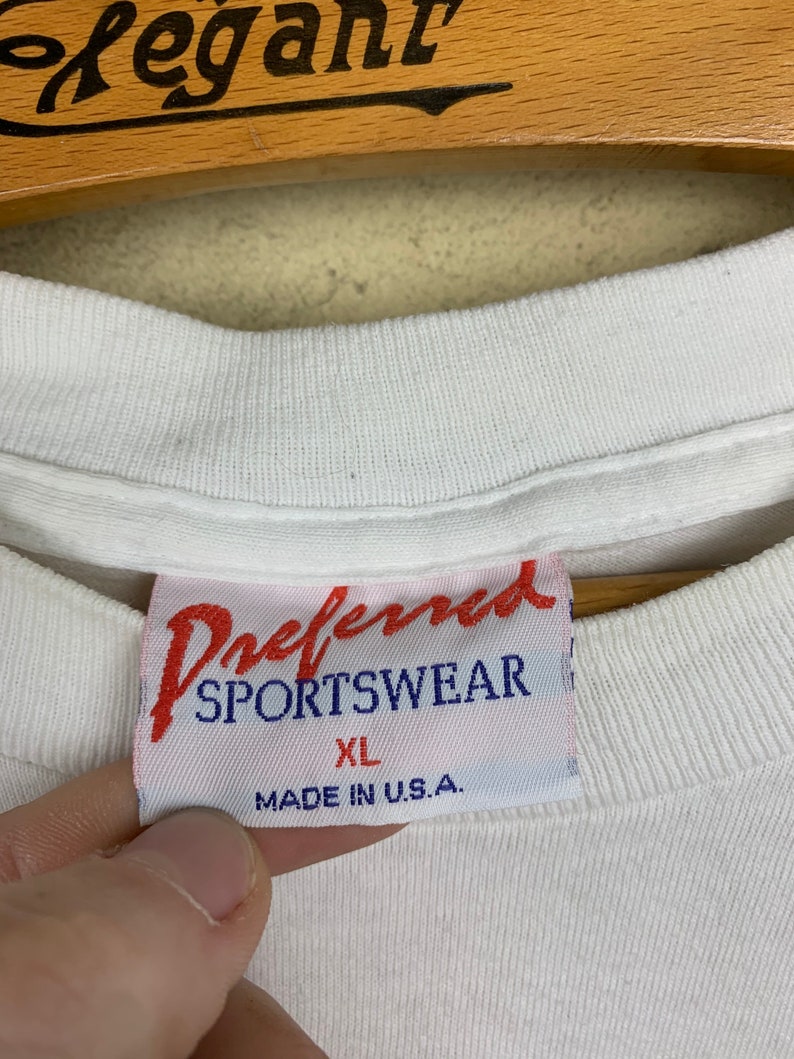 Elegant
Preferred
SPORTSWEAR
XL
MADE IN U.S.A.